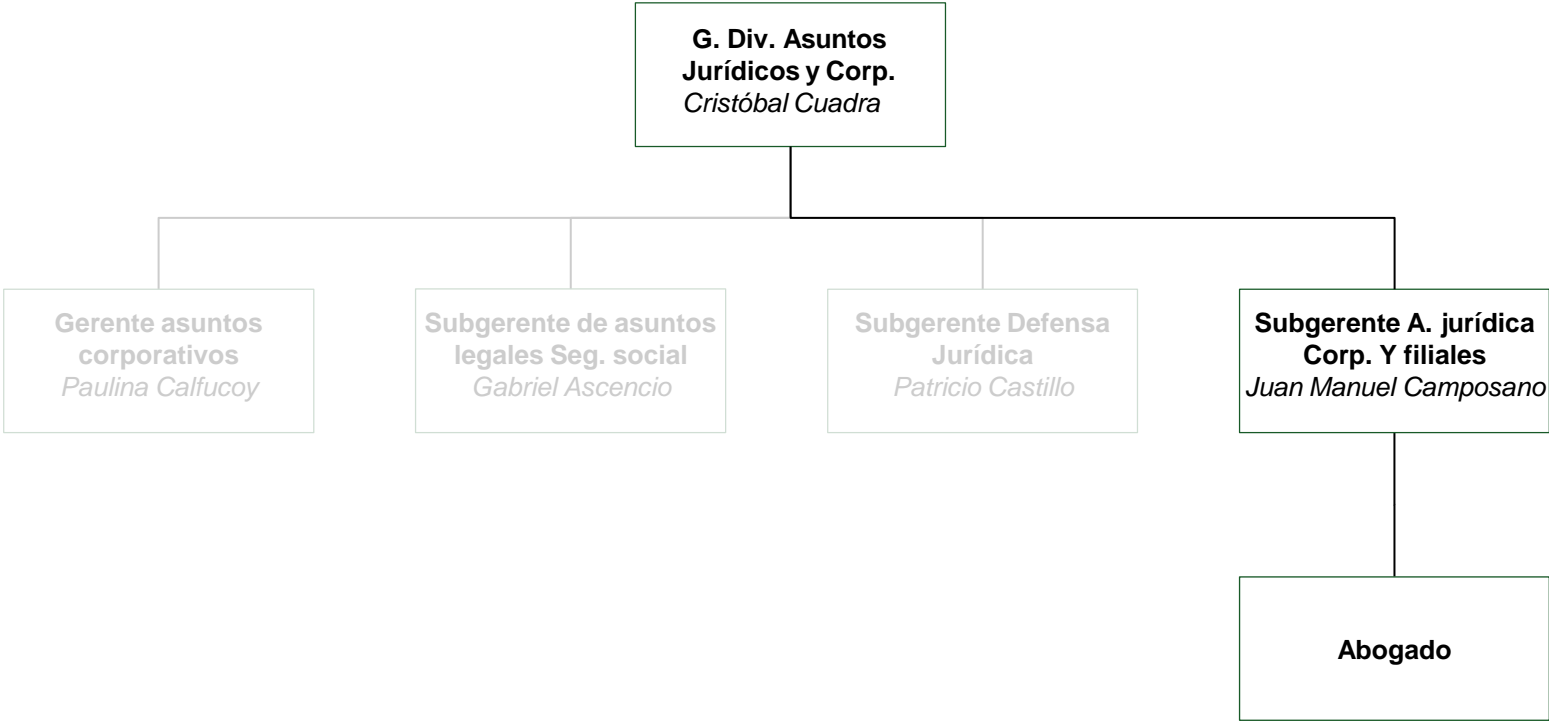 G. Div. Asuntos
Jurídicos y Corp.
Cristóbal Cuadra
Gerente asuntos
corporativos
Paulina Calfucoy
Subgerente de asuntos
legales Seg. social
Gabriel Ascencio
Subgerente Defensa
Jurídica
Patricio Castillo
Subgerente A. jurídica
Corp. Y filiales
Juan Manuel Camposano
Abogado